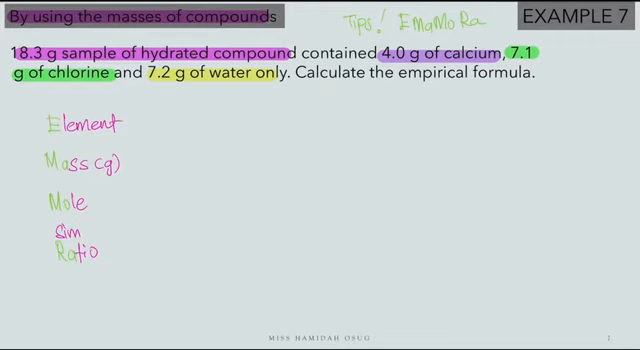 By using the masses of compounds
Tips! EMaMoRa
EXAMPLE 7
18.3 g sample of hydrated compound contained 4.0 g of calcium, 7.1
g of chlorine and 7.2 g of water only. Calculate the empirical formula.
Element
Mass (g)
Mole
Sim
Ratio
MISS HAMIDAH OSUG
7